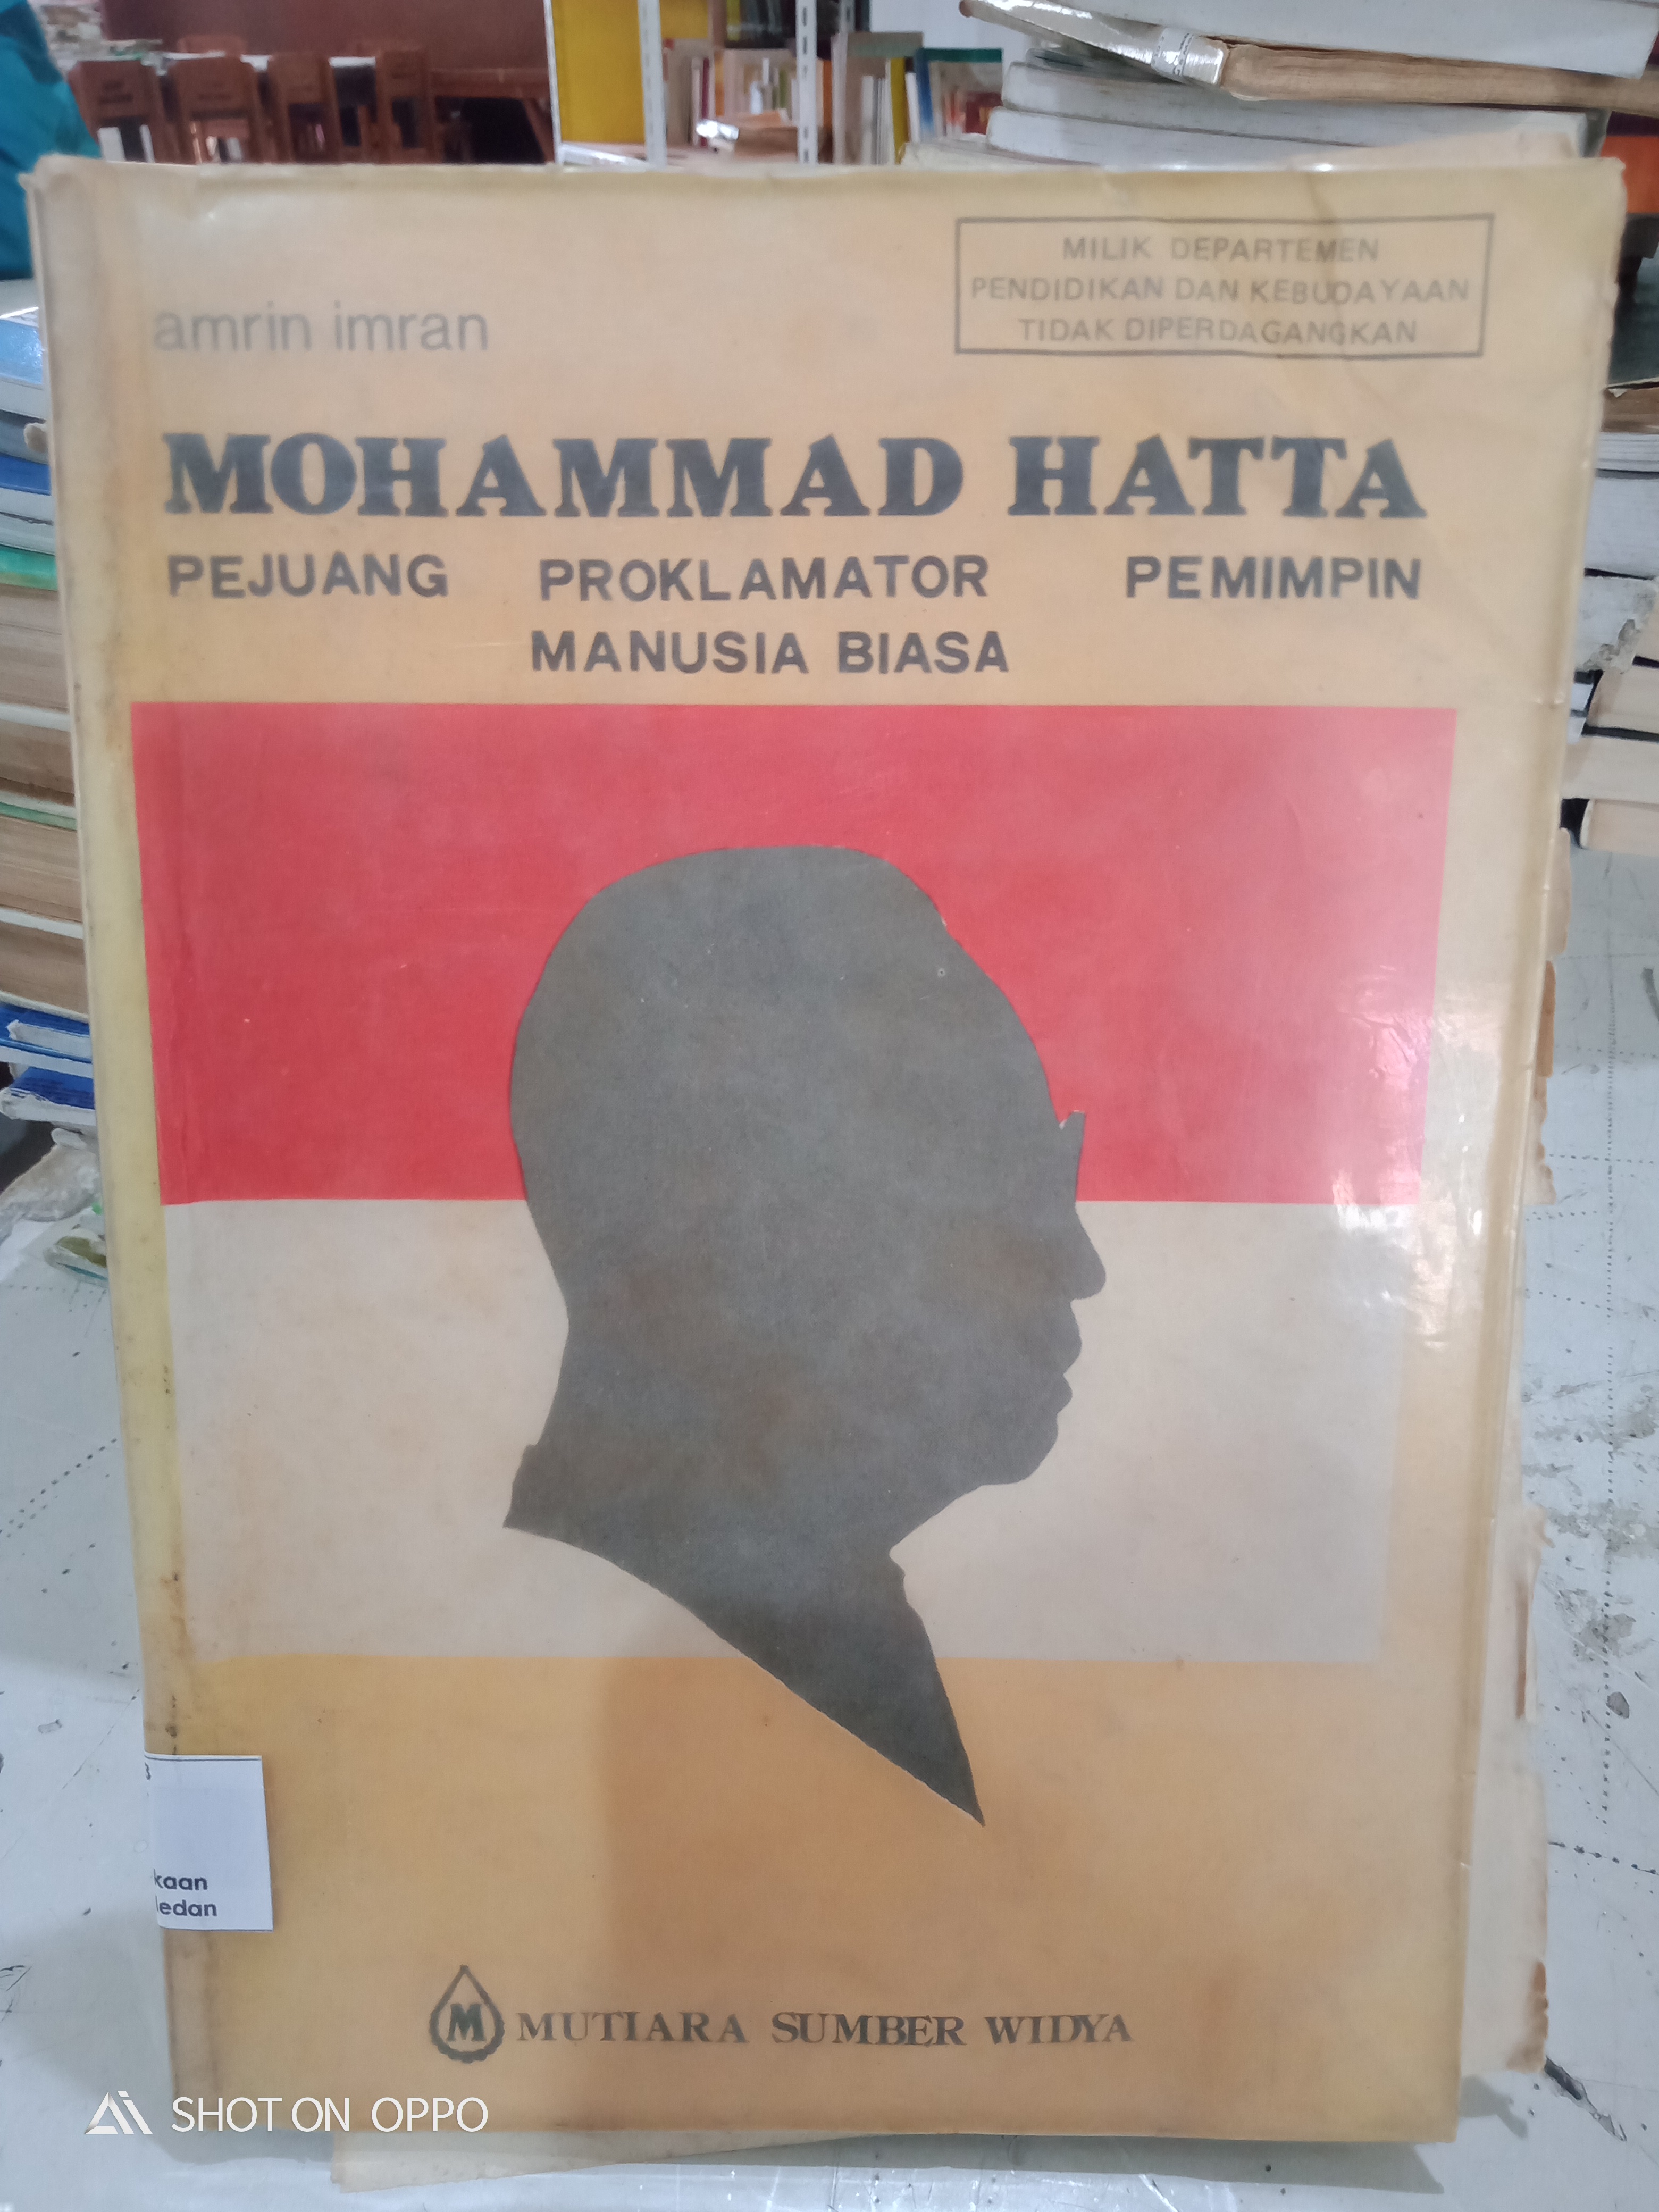 amrin imran
MILIK DEPARTEMEN
PENDIDIKAN DAN KEBUDAYAAN
TIDAK DIPERDAGANGKAN
MOHAMMAD HATTA
PEJUANG PROKLAMATOR PEMIMPIN
MANUSIA BIASA
kaan
edan
M MUTIARA SUMBER WIDYA
SHOT ON OPPO